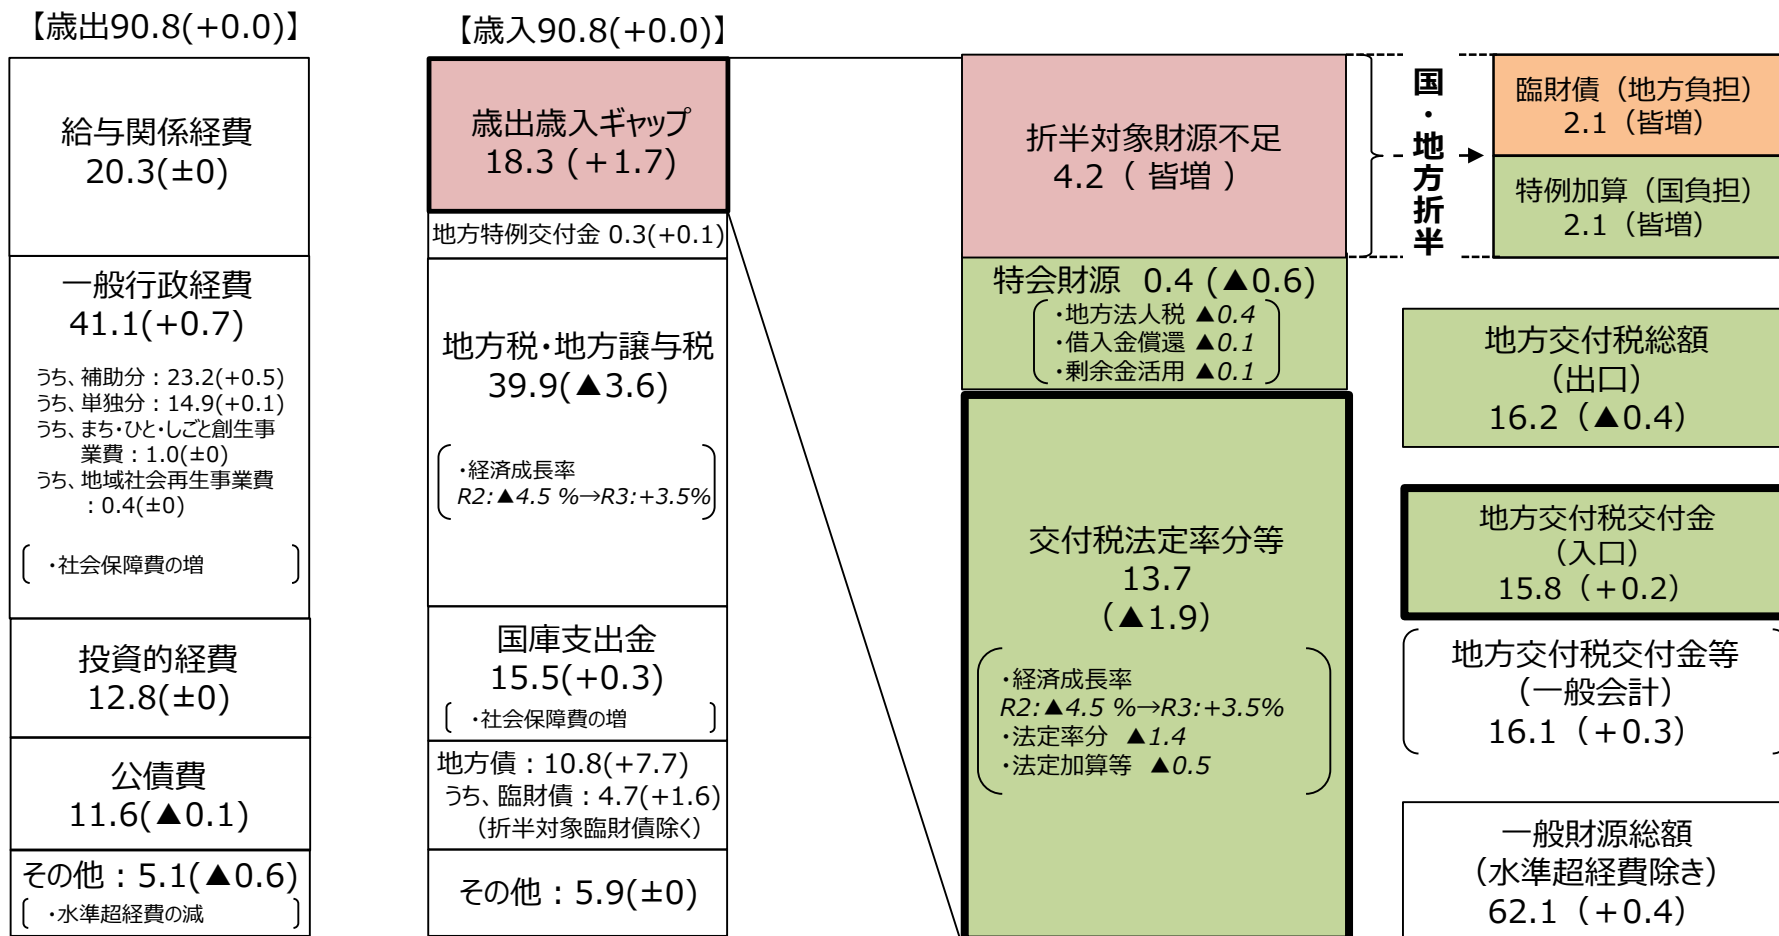 【歳出90.8(+0.0)】
給与関係経費
20.3(±0)
一般行政経費
41.1(+0.7)
うち、補助分：23.2(+0.5)
うち、単独分：14.9(+0.1)
うち、まち・ひと・しごと創生事
業費：1.0(±0)
うち、地域社会再生事業費
：0.4(±0)
・社会保障費の増
投資的経費
12.8(±0)
公債費
11.6(▲0.1)
その他：5.1(▲0.6)
・水準超経費の減
【歳入90.8(+0.0)】
歳出歳入ギャップ
18.3 (＋1.7)
地方特例交付金 0.3(+0.1)
地方税・地方譲与税
39.9(▲3.6)
・経済成長率
R2:▲4.5 %→R3:+3.5%
国庫支出金
15.5(+0.3)
・社会保障費の増
地方債：10.8(+7.7)
うち、臨財債：4.7(+1.6)
(折半対象臨財債除く)
その他：5.9(±0)
折半対象財源不足
4.2 ( 皆増 )
特会財源 0.4 (▲0.6)
・地方法人税 ▲0.4
・借入金償還 ▲0.1
・剰余金活用 ▲0.1
交付税法定率分等
13.7
(▲1.9)
・経済成長率
R2:▲4.5 %→R3:+3.5%
・法定率分 ▲1.4
・法定加算等 ▲0.5
国・地方折半
臨財債（地方負担）
2.1（皆増）
特例加算（国負担）
2.1（皆増）
地方交付税総額
(出口)
16.2（▲0.4）
地方交付税交付金
(入口)
15.8（＋0.2）
地方交付税交付金等
(一般会計)
16.1（＋0.3）
一般財源総額
(水準超経費除き)
62.1（＋0.4）